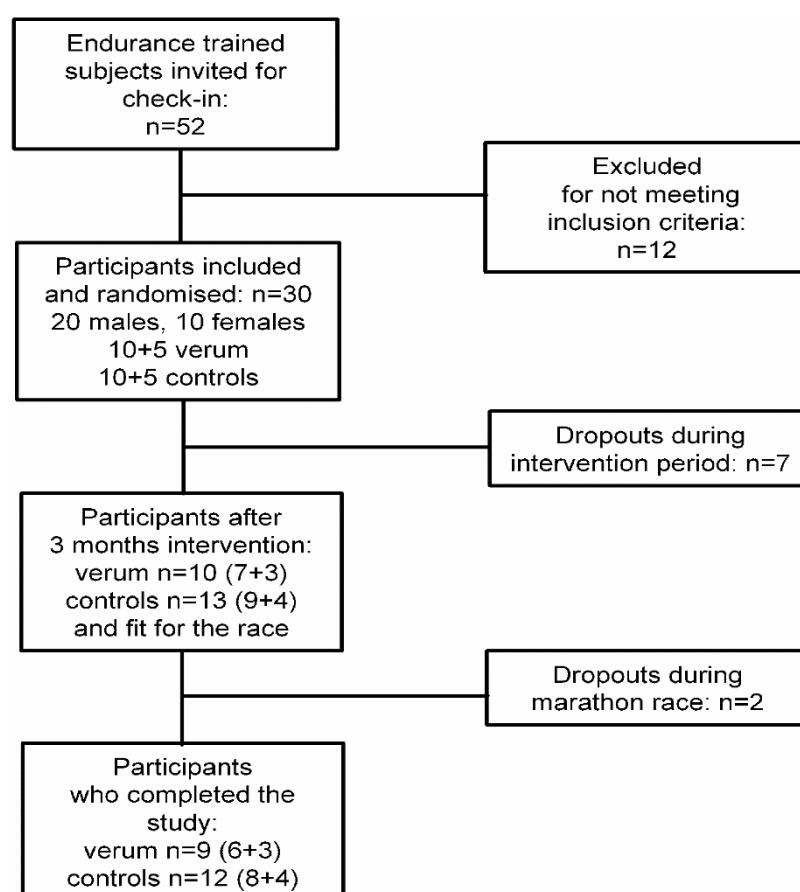 Endurance trained
subjects invited for
check-in:
n=52
Excluded
for not meeting
inclusion criteria:
n=12
Participants included
and randomised: n=30
20 males, 10 females
10+5 verum
10+5 controls
Dropouts during
intervention period: n=7
Participants after
3 months intervention:
verum n=10 (7+3)
controls n=13 (9+4)
and fit for the race
Dropouts during
marathon race: n=2
Participants
who completed the
study:
verum n=9 (6+3)
controls n=12 (8+4)